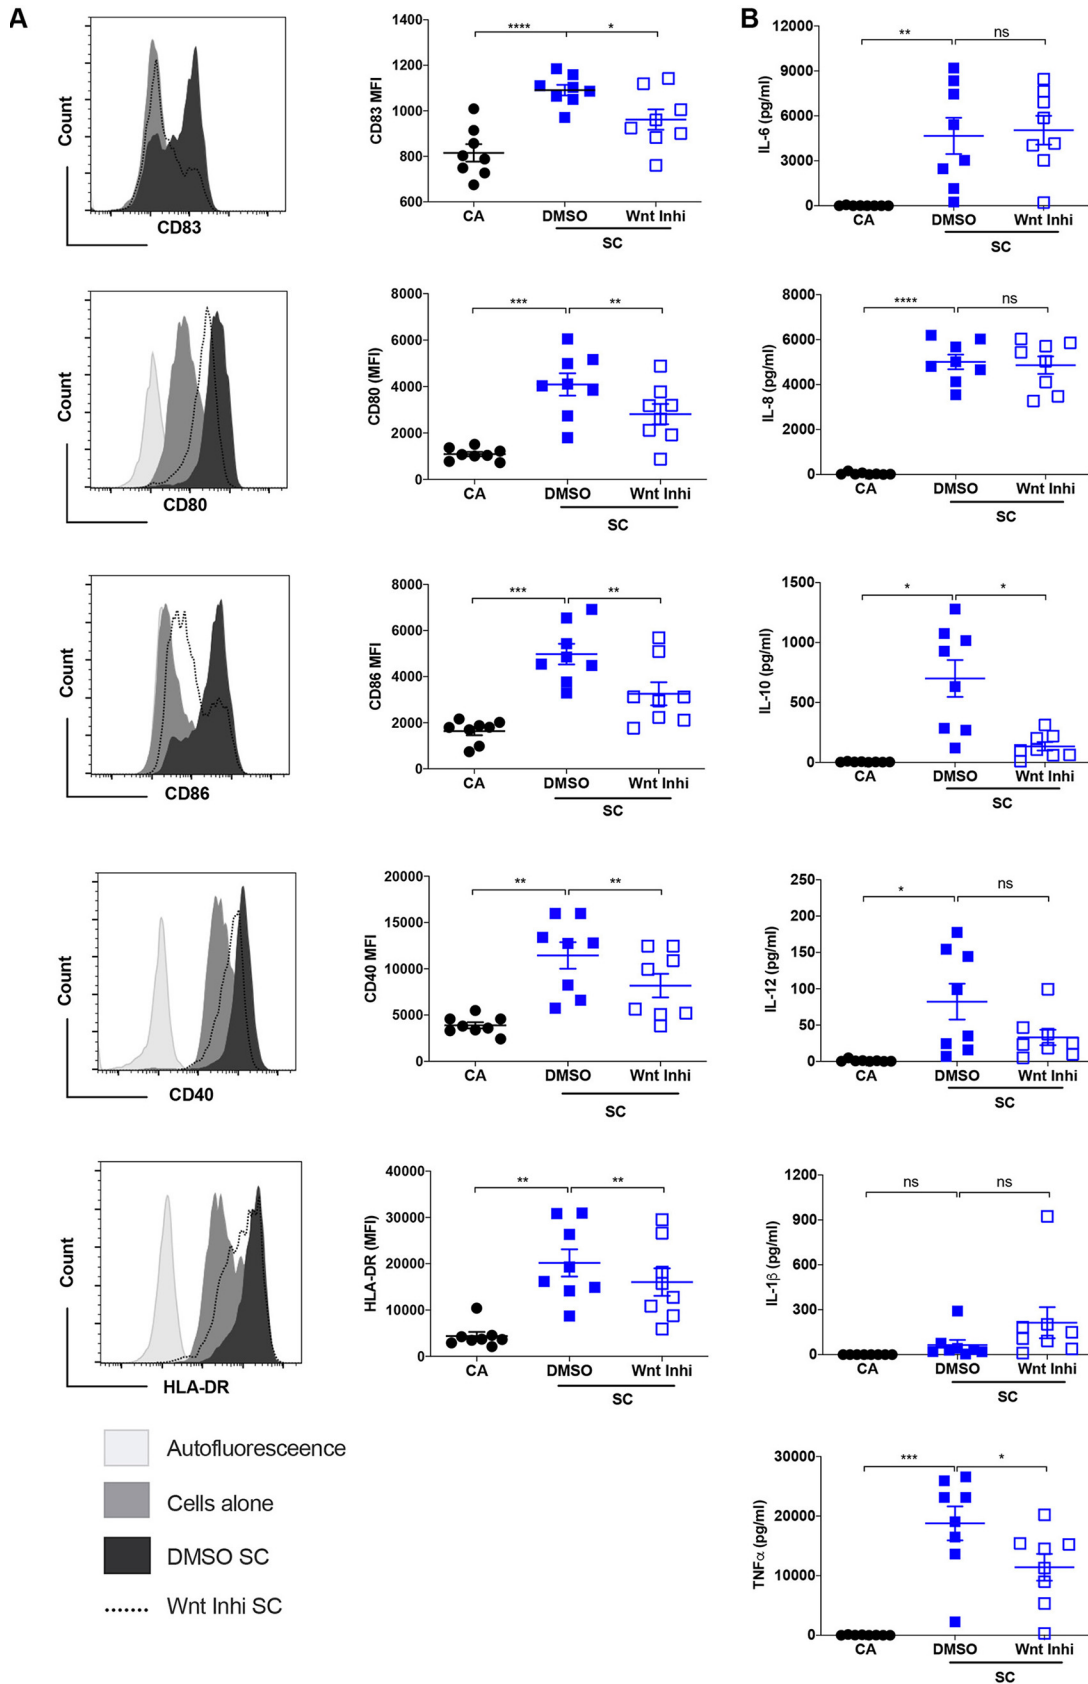 A
Count
CD83
1400
1200
1000
800
600
CD83 MFI
****
*
CA
DMSO
Wnt Inhi
SC
B
12000
9000
6000
3000
0
IL-6 (pg/ml)
**
ns
CA
DMSO
Wnt Inhi
SC
Count
CD80
8000
6000
4000
2000
0
CD80 (MFI)
***
**
CA
DMSO
Wnt Inhi
SC
8000
6000
4000
2000
0
IL-8 (pg/ml)
****
ns
CA
DMSO
Wnt Inhi
SC
Count
CD86
8000
6000
4000
2000
0
CD86 MFI
***
**
CA
DMSO
Wnt Inhi
SC
1500
1000
500
0
IL-10 (pg/ml)
*
*
CA
DMSO
Wnt Inhi
SC
Count
CD40
20000
15000
10000
5000
0
CD40 MFI
**
**
CA
DMSO
Wnt Inhi
SC
250
200
150
100
50
0
IL-12 (pg/ml)
*
ns
CA
DMSO
Wnt Inhi
SC
Count
HLA-DR
40000
30000
20000
10000
0
HLA-DR (MFI)
**
**
CA
DMSO
Wnt Inhi
SC
1200
900
600
300
0
IL-1β (pg/ml)
ns
ns
CA
DMSO
Wnt Inhi
SC
Autofluoresceence
Cells alone
DMSO SC
Wnt Inhi SC
30000
20000
10000
0
TNFα (pg/ml)
***
*
CA
DMSO
Wnt Inhi
SC